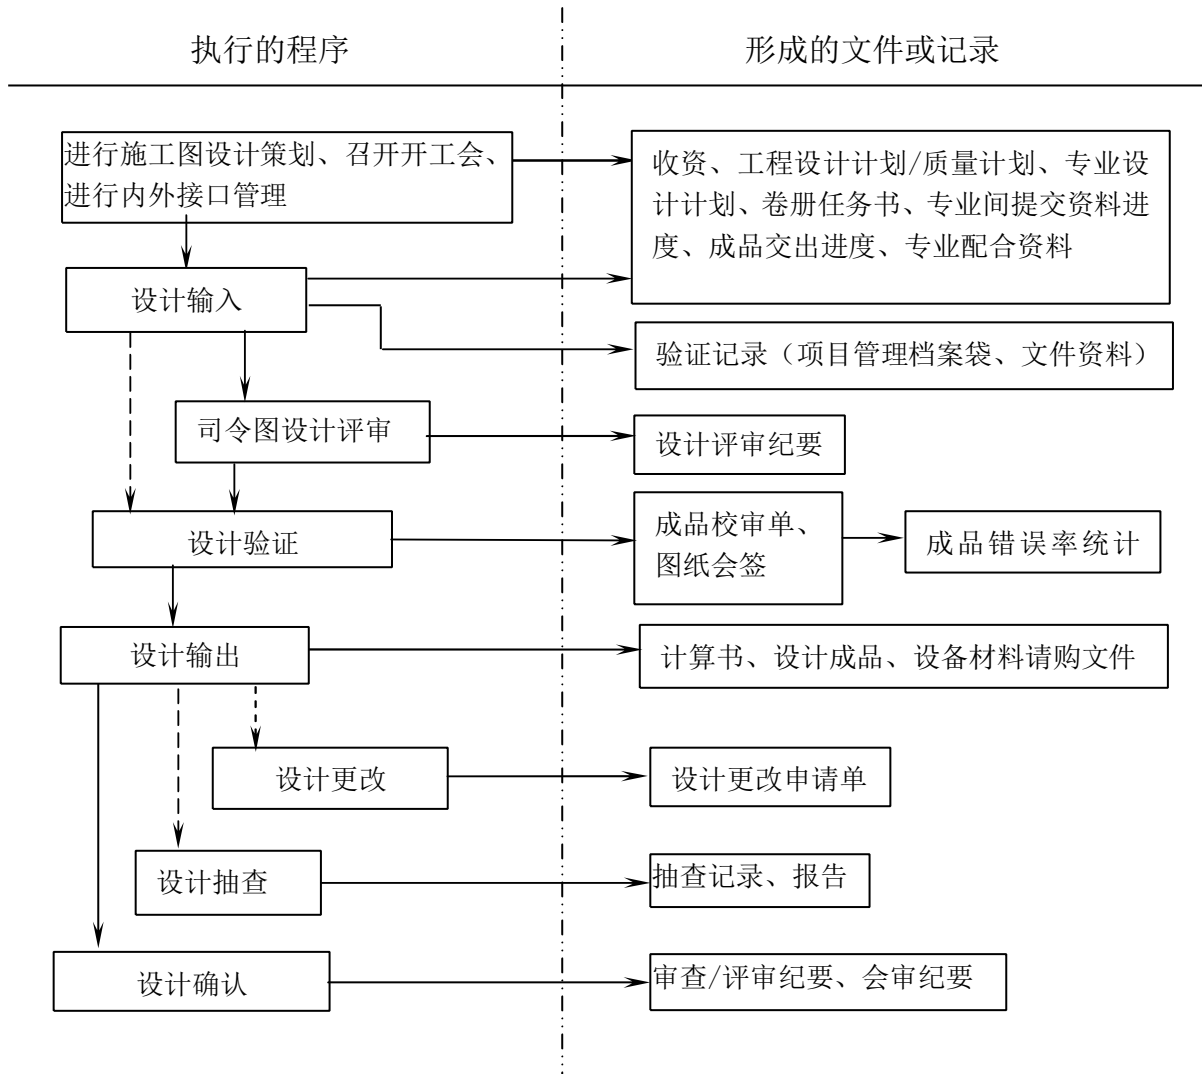 执行的程序
形成的文件或记录
进行施工图设计策划、召开开工会、
进行内外接口管理
收资、工程设计计划/质量计划、专业设
计计划、卷册任务书、专业间提交资料进
度、成品交出进度、专业配合资料
设计输入
验证记录（项目管理档案袋、文件资料）
司令图设计评审
设计评审纪要
设计验证
成品校审单、
图纸会签
成品错误率统计
设计输出
计算书、设计成品、设备材料请购文件
设计更改
设计更改申请单
设计抽查
抽查记录、报告
设计确认
审查/评审纪要、会审纪要